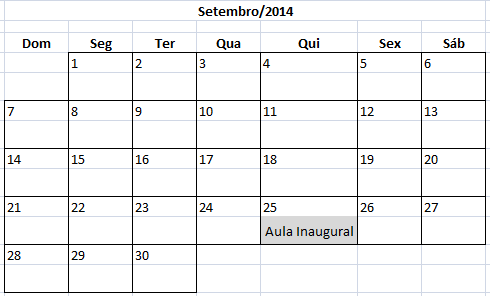 Setembro/2014
Dom Seg Ter Qua Qui Sex Sáb
1 2 3 4 5 6
7 8 9 10 11 12 13
14 15 16 17 18 19 20
21 22 23 24 25 26 27
Aula Inaugural
28 29 30